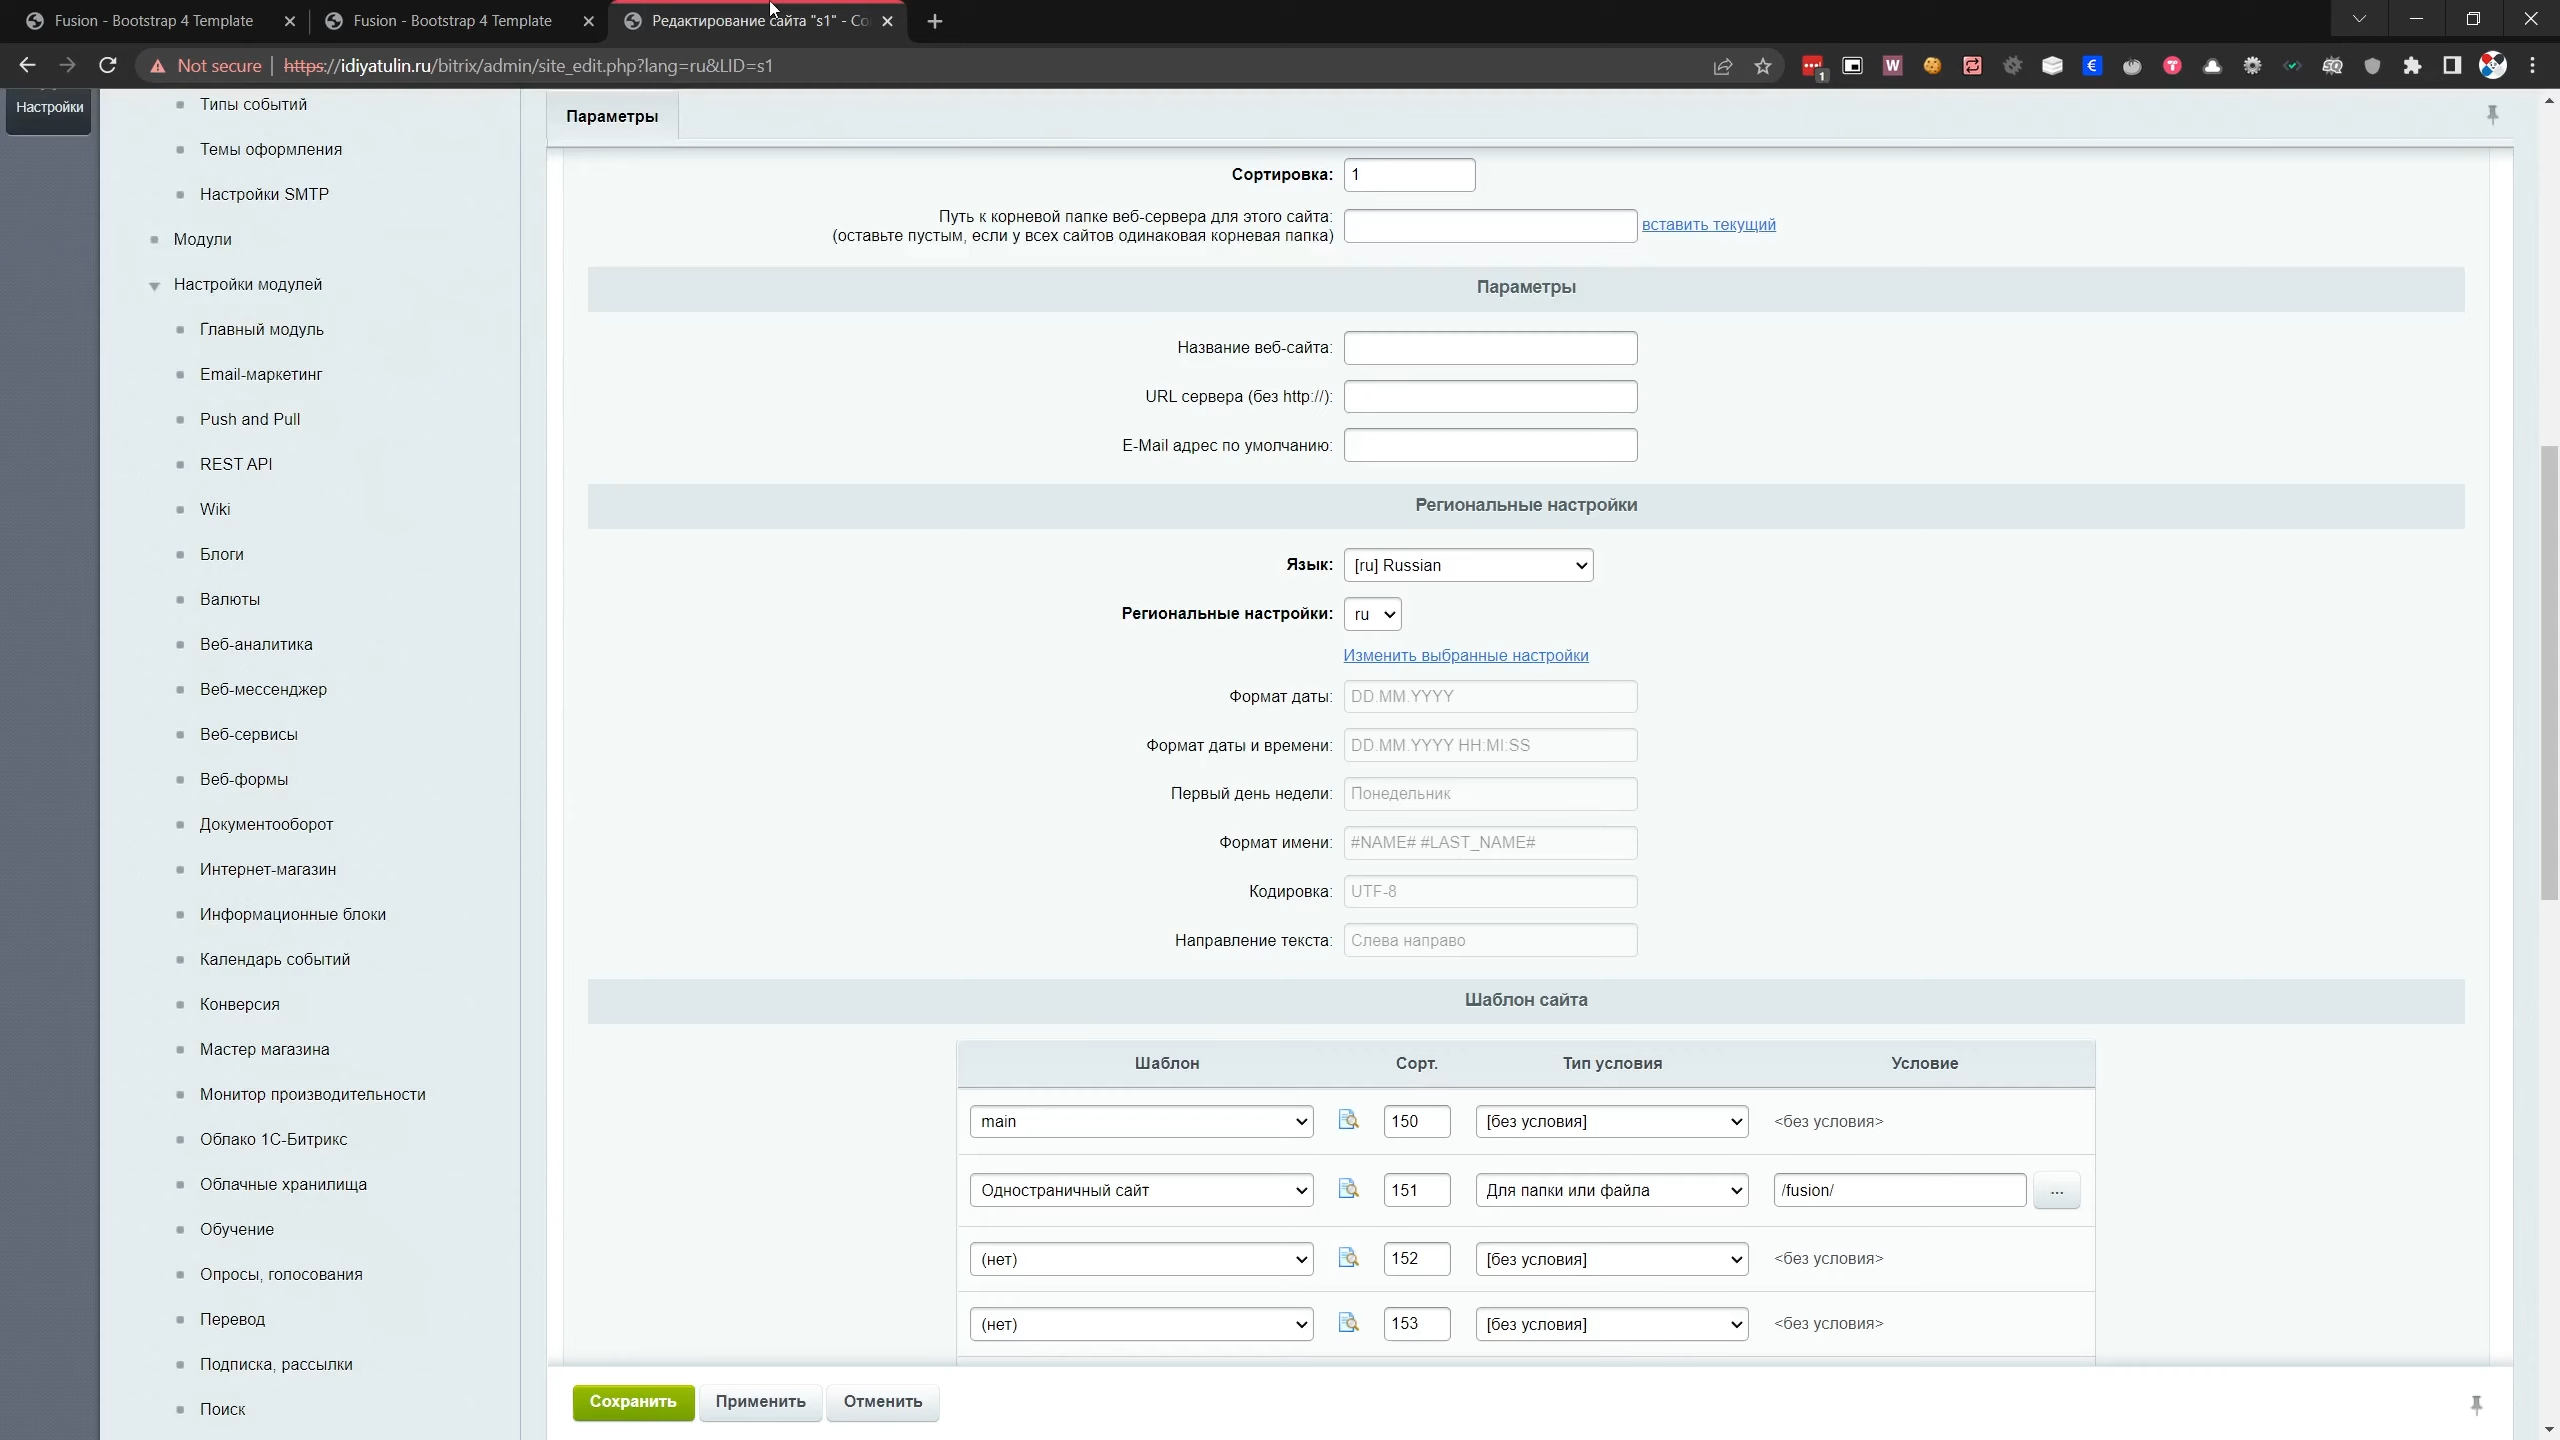 Fusion - Bootstrap 4 Template
Fusion - Bootstrap 4 Template
Редактирование сайта "s1" - Co
Not secure
https://idiyatulin.ru/bitrix/admin/site_edit.php?lang=ru&LID=s1
1
W
€
T
SQ
Настройки
Типы событий
Темы оформления
Настройки SMTP
Модули
Настройки модулей
Главный модуль
Email-маркетинг
Push and Pull
REST API
Wiki
Блоги
Валюты
Веб-аналитика
Веб-мессенджер
Веб-сервисы
Веб-формы
Документооборот
Интернет-магазин
Информационные блоки
Календарь событий
Конверсия
Мастер магазина
Монитор производительности
Облако 1С-Битрикс
Облачные хранилища
Обучение
Опросы, голосования
Перевод
Подписка, рассылки
Поиск
Параметры
Сортировка: 1
Путь к корневой папке веб-сервера для этого сайта:
(оставьте пустым, если у всех сайтов одинаковая корневая папка)
вставить текущий
Параметры
Название веб-сайта:
URL сервера (без http://):
E-Mail адрес по умолчанию:
Региональные настройки
Язык: [ru] Russian
Региональные настройки: ru
Изменить выбранные настройки
Формат даты: DD.MM.YYYY
Формат даты и времени: DD.MM.YYYY HH:MI:SS
Первый день недели: Понедельник
Формат имени: #NAME# #LAST_NAME#
Кодировка: UTF-8
Направление текста: Слева направо
Шаблон сайта
Шаблон Сорт. Тип условия Условие
main 150 [без условия] <без условия>
Одностраничный сайт 151 Для папки или файла /fusion/ ...
(нет) 152 [без условия] <без условия>
(нет) 153 [без условия] <без условия>
Сохранить Применить Отменить